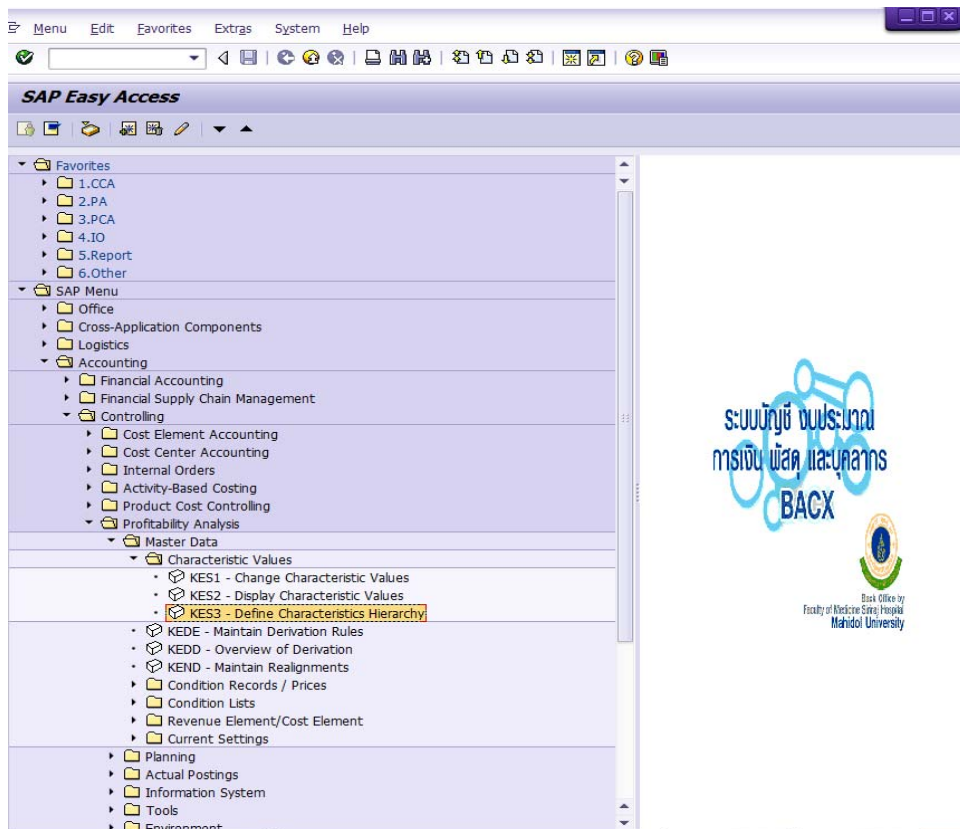 Menu Edit Favorites Extras System Help
SAP Easy Access
Favorites
1.CCA
2.PA
3.PCA
4.IO
5.Report
6.Other
SAP Menu
Office
Cross-Application Components
Logistics
Accounting
Financial Accounting
Financial Supply Chain Management
Controlling
Cost Element Accounting
Cost Center Accounting
Internal Orders
Activity-Based Costing
Product Cost Controlling
Profitability Analysis
Master Data
Characteristic Values
KES1 - Change Characteristic Values
KES2 - Display Characteristic Values
KES3 - Define Characteristics Hierarchy
KEDE - Maintain Derivation Rules
KEDD - Overview of Derivation
KEND - Maintain Realignments
Condition Records / Prices
Condition Lists
Revenue Element/Cost Element
Current Settings
Planning
Actual Postings
Information System
Tools
Environment
ระบบบัญชี งบประมาณ
การเงิน พัสดุ และบุคลากร
BACX
Back Office by
Faculty of Medicine Siriraj Hospital
Mahidol University